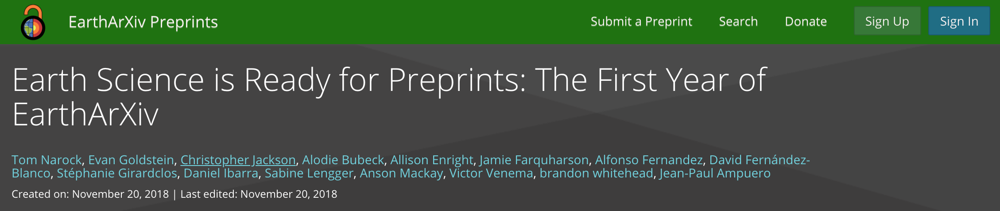 EarthArXiv Preprints Submit a Preprint Search Donate Sign Up Sign In
Earth Science is Ready for Preprints: The First Year of
EarthArXiv
Tom Narock, Evan Goldstein, Christopher Jackson, Alodie Bubeck, Allison Enright, Jamie Farquharson, Alfonso Fernandez, David Fernández-
Blanco, Stéphanie Girardclos, Daniel Ibarra, Sabine Lengger, Anson Mackay, Victor Venema, brandon whitehead, Jean-Paul Ampuero
Created on: November 20, 2018 | Last edited: November 20, 2018